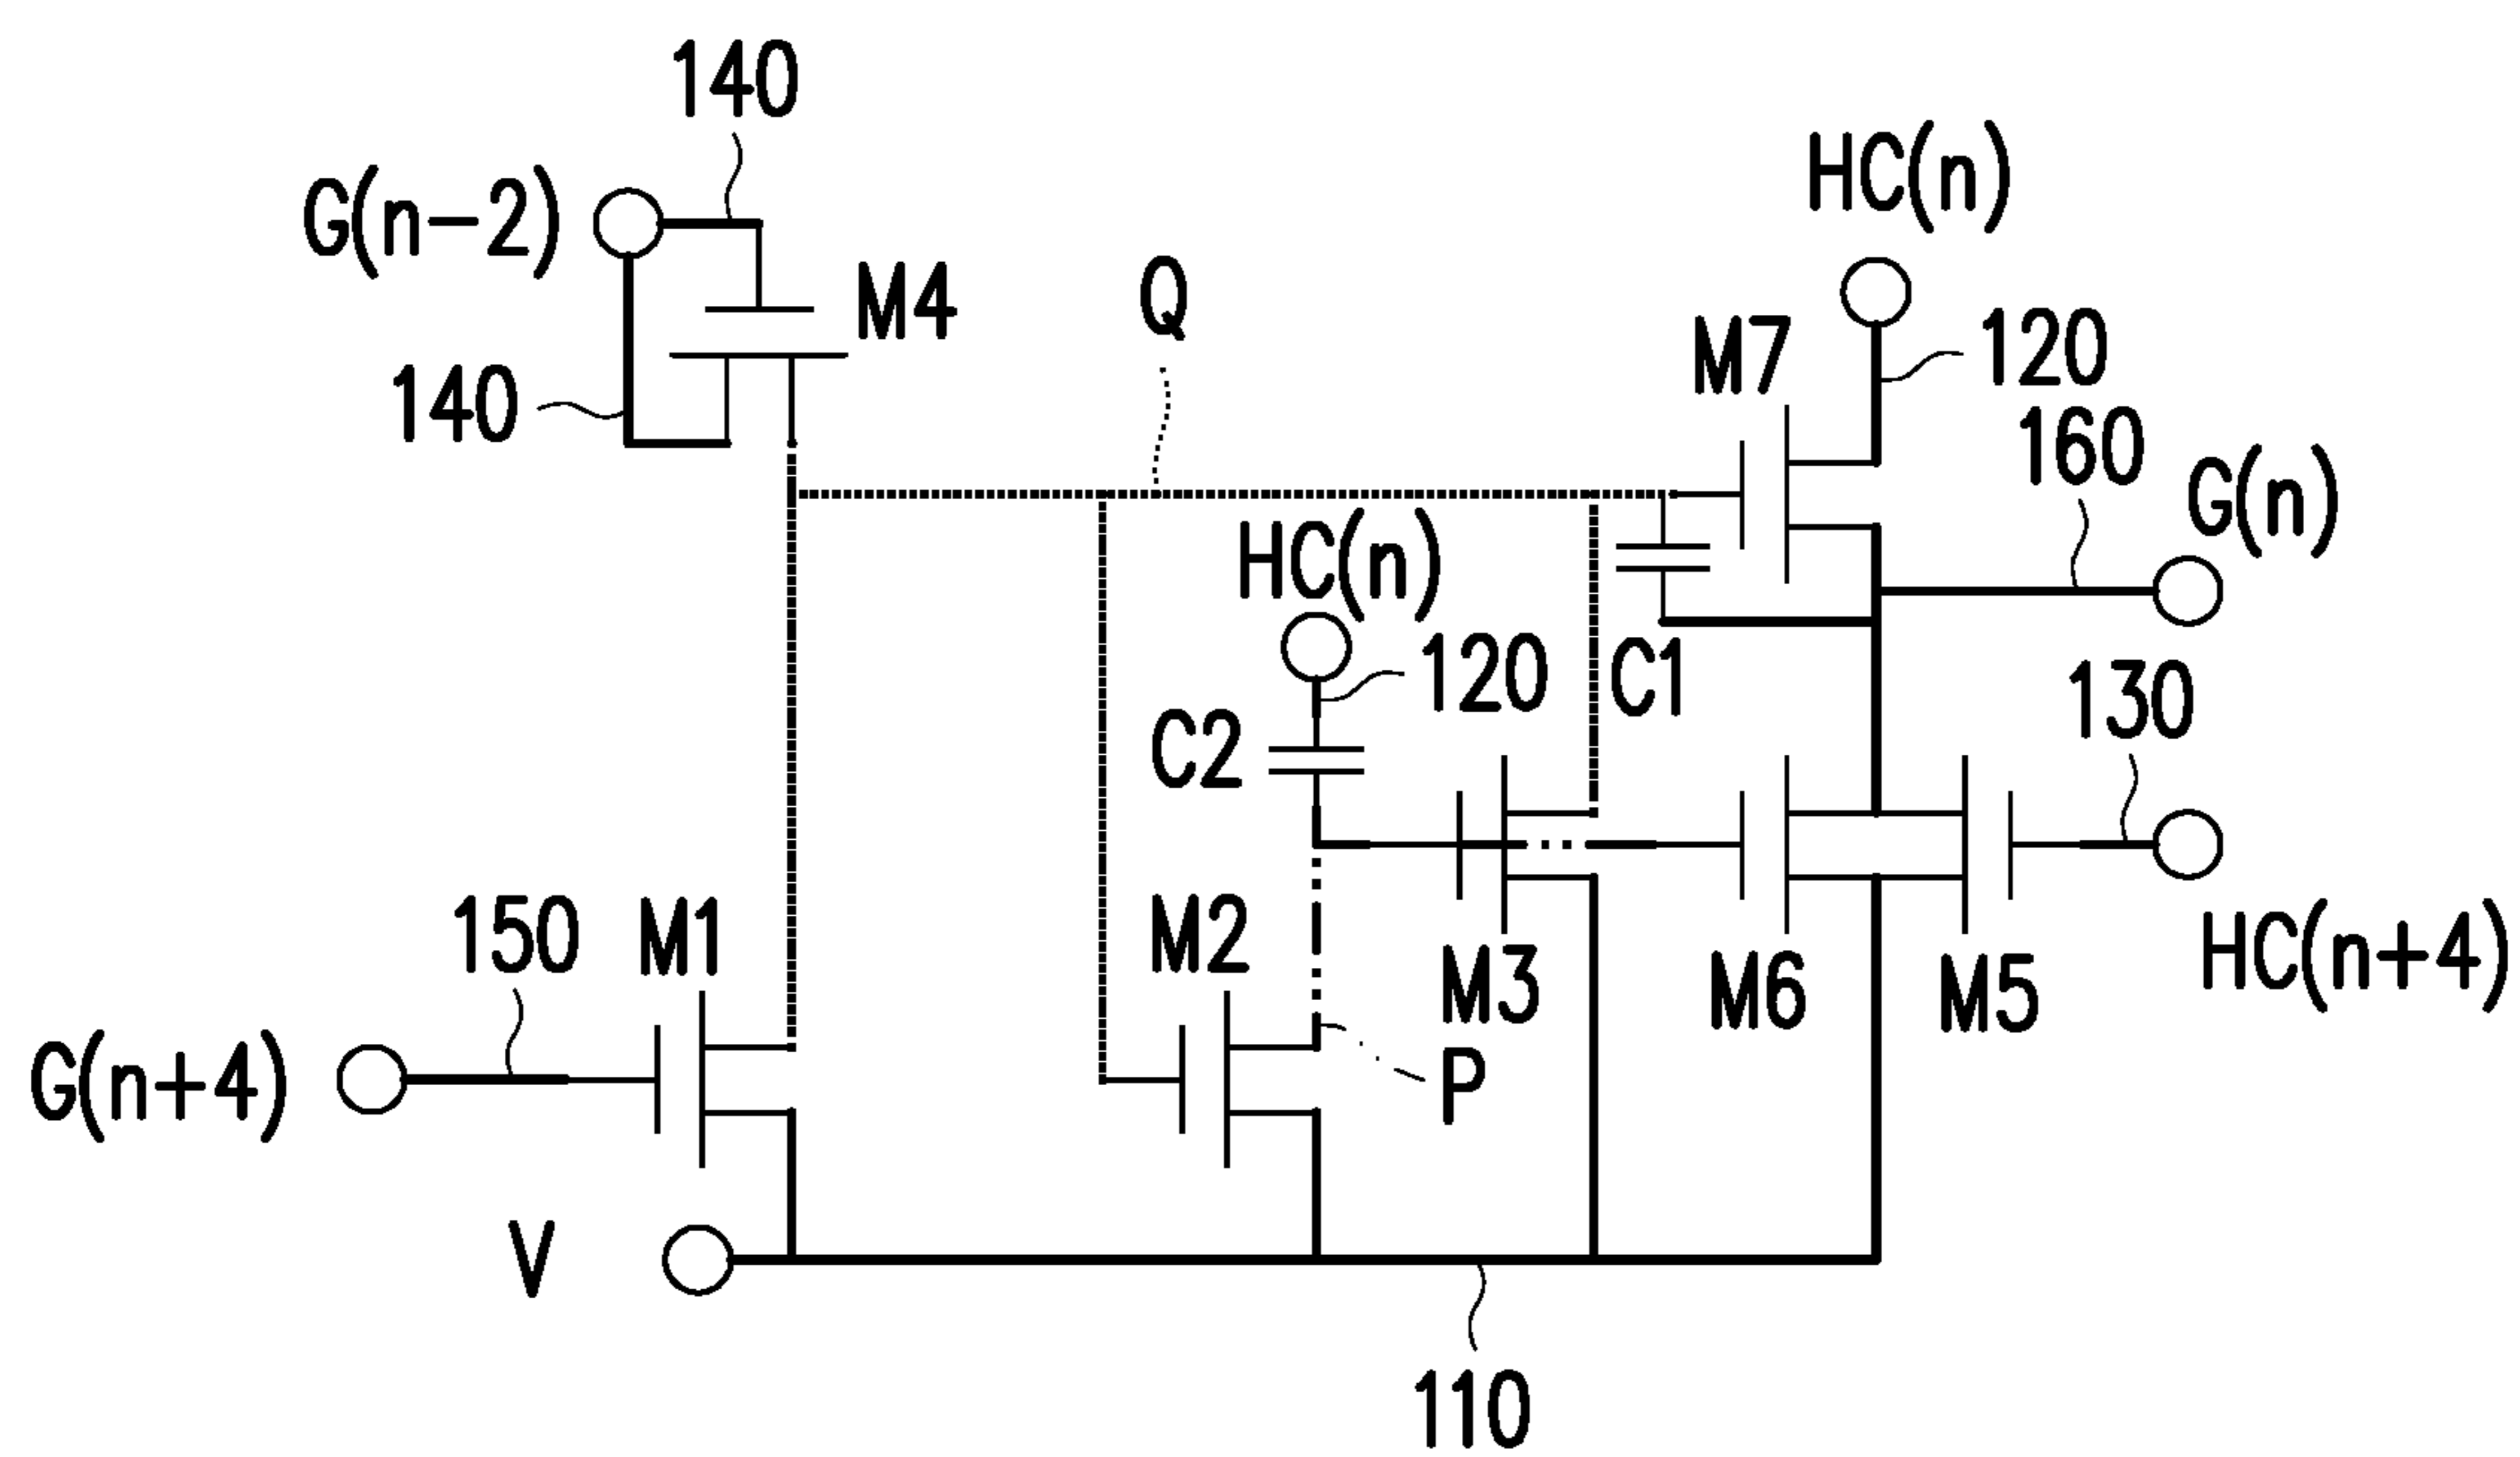 140
HC(n)
G(n-2)
M4
Q
M7
120
140
160
G(n)
HC(n)
120
C1
130
C2
150
M1
M2
M3
M6
M5
HC(n+4)
G(n+4)
P
V
110